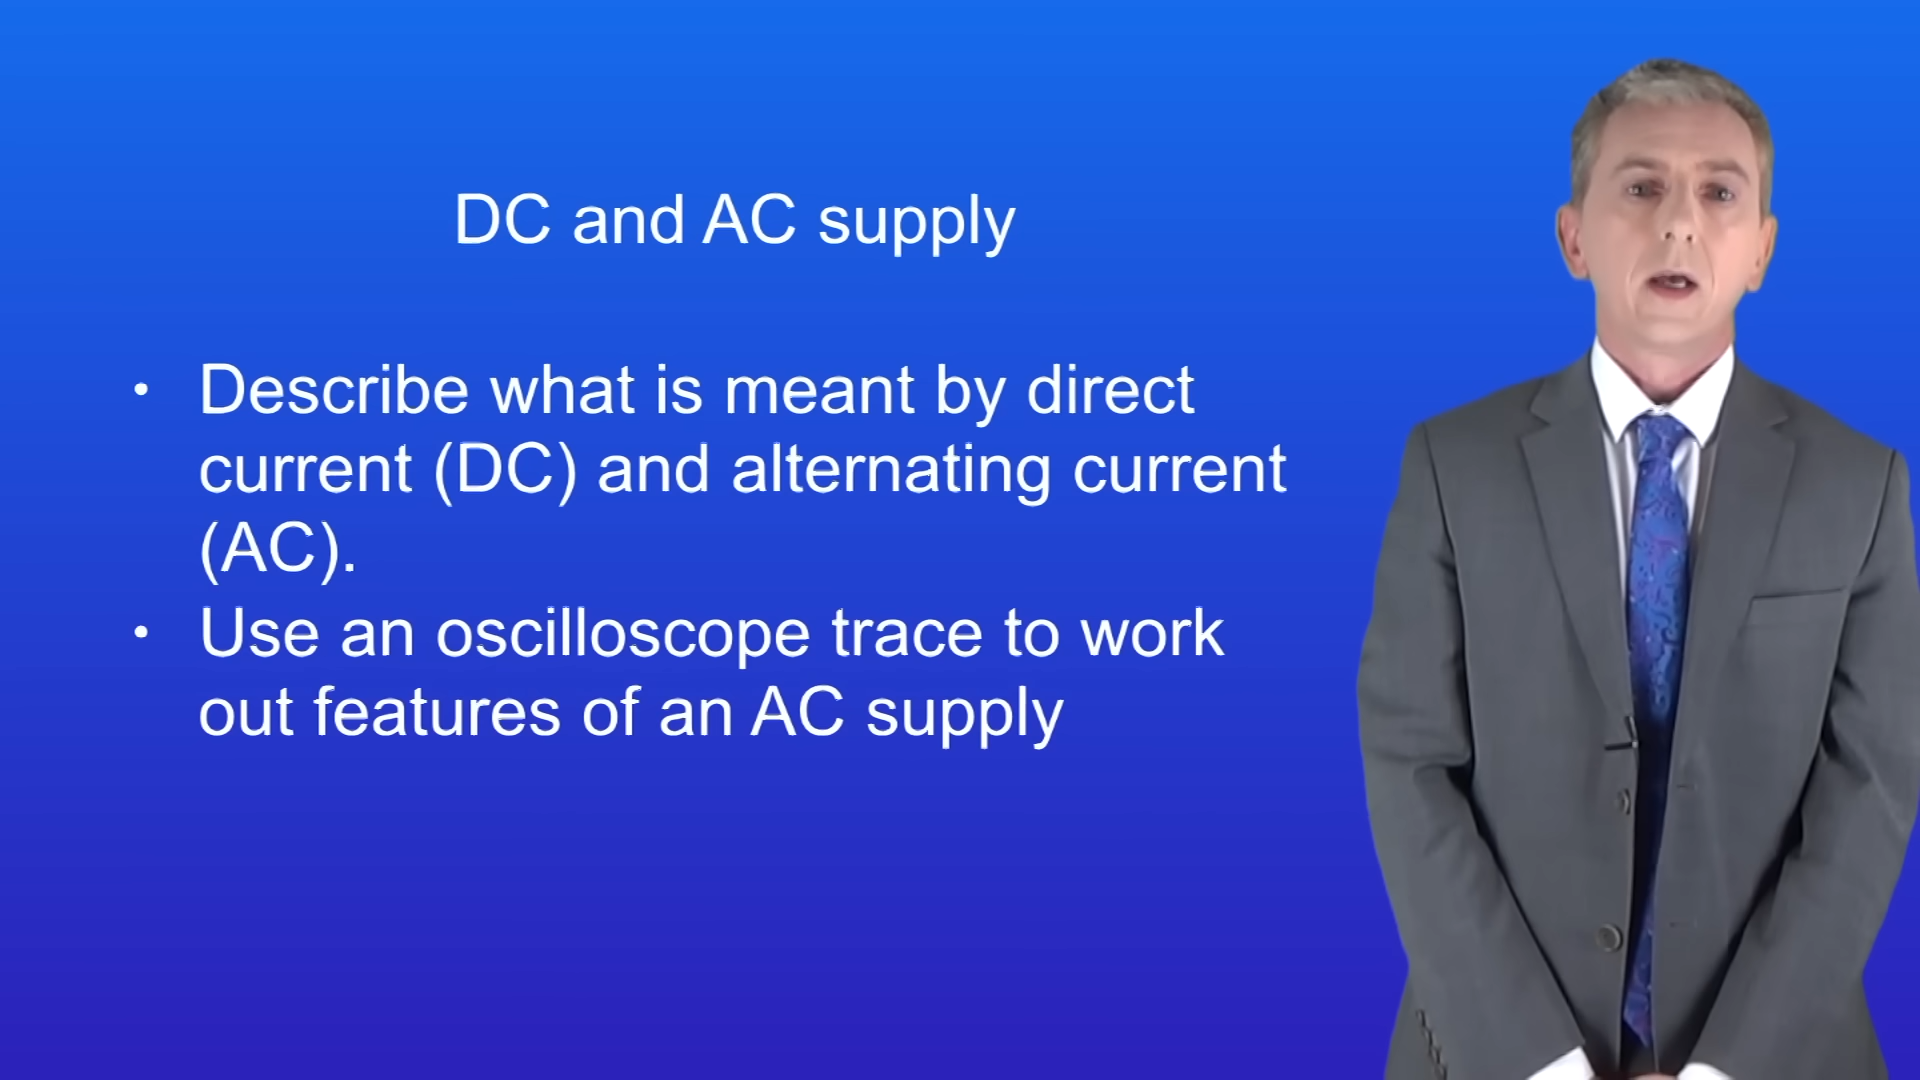 DC and AC supply
• Describe what is meant by direct
current (DC) and alternating current
(AC).
• Use an oscilloscope trace to work
out features of an AC supply